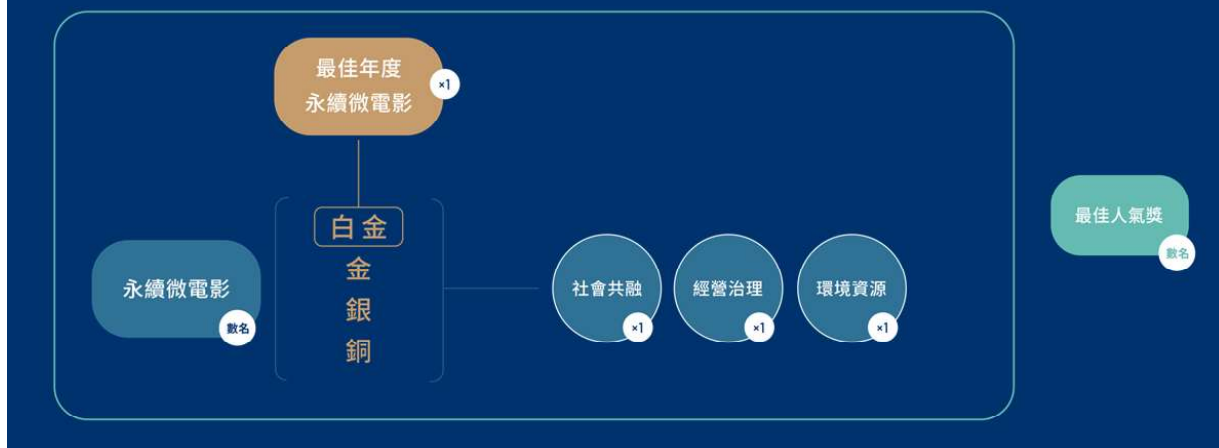 最佳年度
永續微電影
×1
白金
金
銀
銅
永續微電影
數名
社會共融
×1
經營治理
×1
環境資源
×1
最佳人氣獎
數名